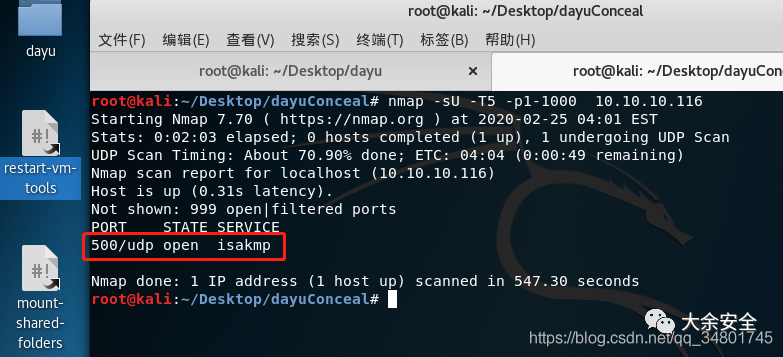 dayu
restart-vm-
tools
mount-
shared-
folders
root@kali: ~/Desktop/dayuConceal
文件(F) 编辑(E) 查看(V) 搜索(S) 终端(T) 标签(B) 帮助(H)
root@kali: ~/Desktop/dayu × root@kali: ~/Desktop/dayuCon
root@kali:~/Desktop/dayuConceal# nmap -sU -T5 -p1-1000  10.10.10.116
Starting Nmap 7.70 ( https://nmap.org ) at 2020-02-25 04:01 EST
Stats: 0:02:03 elapsed; 0 hosts completed (1 up), 1 undergoing UDP Scan
UDP Scan Timing: About 70.90% done; ETC: 04:04 (0:00:49 remaining)
Nmap scan report for localhost (10.10.10.116)
Host is up (0.31s latency).
Not shown: 999 open|filtered ports
PORT    STATE SERVICE
500/udp open  isakmp
Nmap done: 1 IP address (1 host up) scanned in 547.30 seconds
root@kali:~/Desktop/dayuConceal#
大余安全
https://blog.csdn.net/qq_34801745